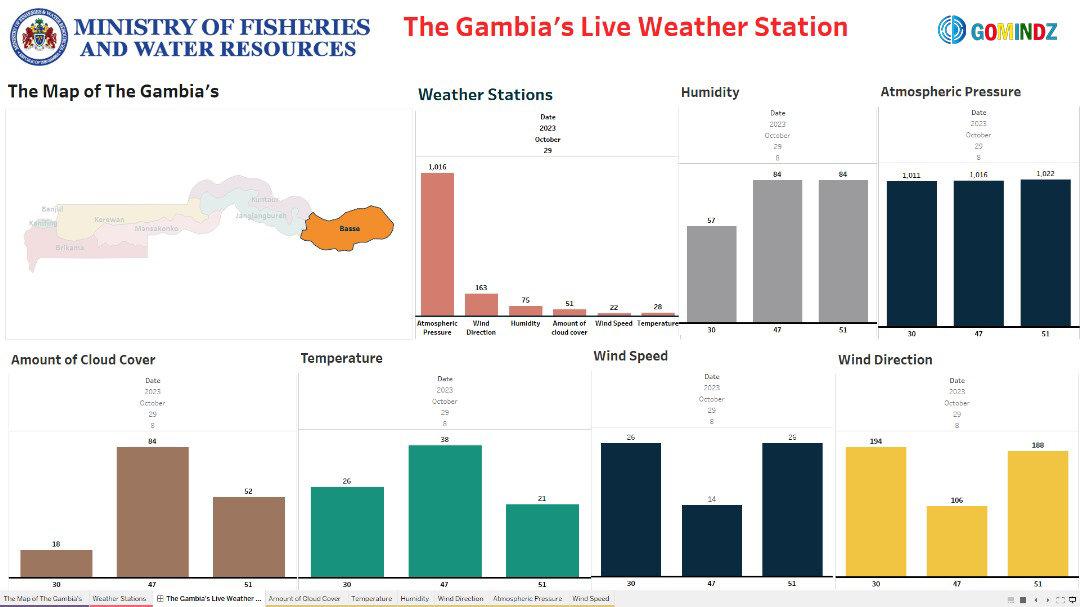 MINISTRY OF FISHERIES
AND WATER RESOURCES
The Gambia's Live Weather Station
GOMINDZ
The Map of The Gambia's
Banjul
Kanifing
Kerewan
Brikama
Mansakonko
Kuntaur
Janjangbureh
Basse
Weather Stations
Date
2023
October
29
1,016
163
75
51
22
28
Atmospheric Pressure
Wind Direction
Humidity
Amount of cloud cover
Wind Speed
Temperature
Humidity
Date
2023
October
29
8
57
84
84
30
47
51
Atmospheric Pressure
Date
2023
October
29
8
1,011
1,016
1,022
30
47
51
Amount of Cloud Cover
Date
2023
October
29
8
18
84
52
30
47
51
Temperature
Date
2023
October
29
8
26
38
21
30
47
51
Wind Speed
Date
2023
October
29
8
26
14
26
30
47
51
Wind Direction
Date
2023
October
29
8
194
106
188
30
47
51
The Map of The Gambia's
Weather Stations
The Gambia's Live Weather ...
Amount of Cloud Cover
Temperature
Humidity
Wind Direction
Atmospheric Pressure
Wind Speed